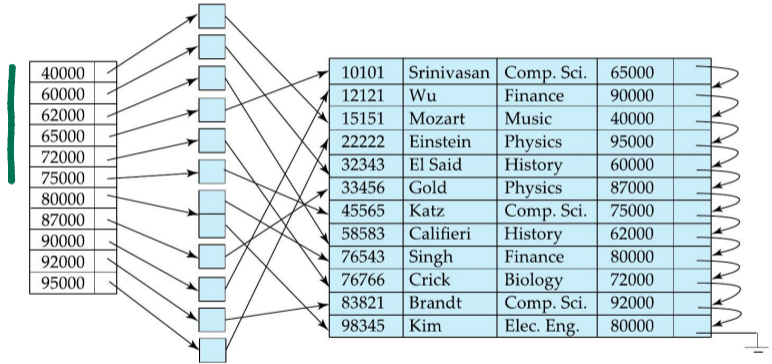 40000
60000
62000
65000
72000
75000
80000
87000
90000
92000
95000
10101 Srinivasan Comp. Sci. 65000
12121 Wu Finance 90000
15151 Mozart Music 40000
22222 Einstein Physics 95000
32343 El Said History 60000
33456 Gold Physics 87000
45565 Katz Comp. Sci. 75000
58583 Califieri History 62000
76543 Singh Finance 80000
76766 Crick Biology 72000
83821 Brandt Comp. Sci. 92000
98345 Kim Elec. Eng. 80000